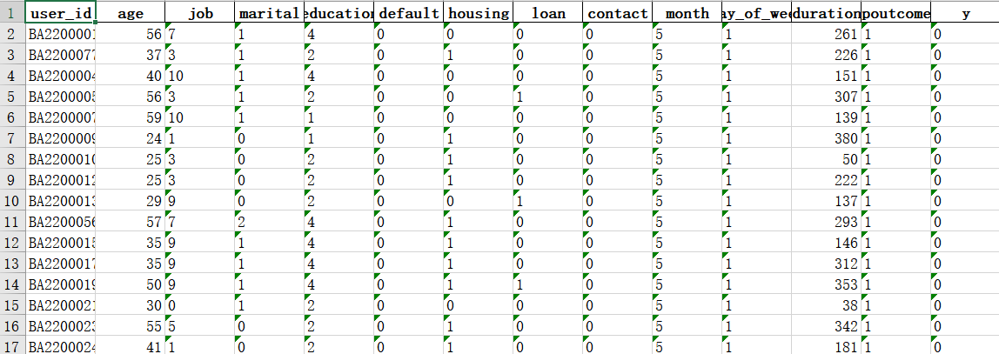 1 user_id age job marital education default housing loan contact month ay_of_wee duration poutcome y
2 BA2200001 56 7 1 4 0 0 0 0 5 1 261 1 0
3 BA2200077 37 3 1 2 0 1 0 0 5 1 226 1 0
4 BA2200004 40 10 1 4 0 0 0 0 5 1 151 1 0
5 BA2200005 56 3 1 2 0 0 1 0 5 1 307 1 0
6 BA2200007 59 10 1 1 0 0 0 0 5 1 139 1 0
7 BA2200009 24 1 0 1 0 1 0 0 5 1 380 1 0
8 BA2200010 25 3 0 2 0 1 0 0 5 1 50 1 0
9 BA2200012 25 3 0 2 0 1 0 0 5 1 222 1 0
10 BA2200013 29 9 0 2 0 0 1 0 5 1 137 1 0
11 BA2200056 57 7 2 4 0 1 0 0 5 1 293 1 0
12 BA2200015 35 9 1 4 0 1 0 0 5 1 146 1 0
13 BA2200017 35 9 1 4 0 1 0 0 5 1 312 1 0
14 BA2200019 50 9 1 4 0 1 1 0 5 1 353 1 0
15 BA2200021 30 0 1 2 0 0 0 0 5 1 38 1 0
16 BA2200023 55 5 0 2 0 1 0 0 5 1 342 1 0
17 BA2200024 41 1 0 2 0 1 0 0 5 1 181 1 0